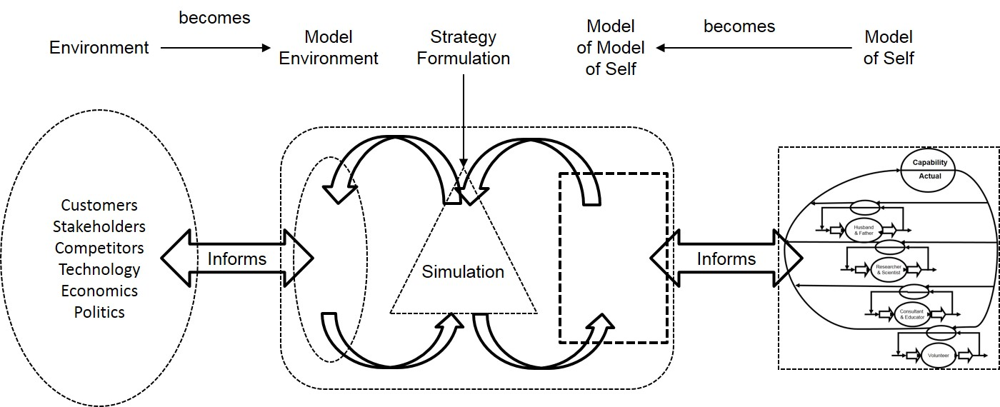 becomes
Environment
Model
Environment
Strategy
Formulation
Model
of Model
of Self
becomes
Model
of Self
Customers
Stakeholders
Competitors
Technology
Economics
Politics
Informs
Simulation
Informs
Capability
Actual
Husband
& Father
Researcher
& Scientist
Consultant
& Educator
Volunteer